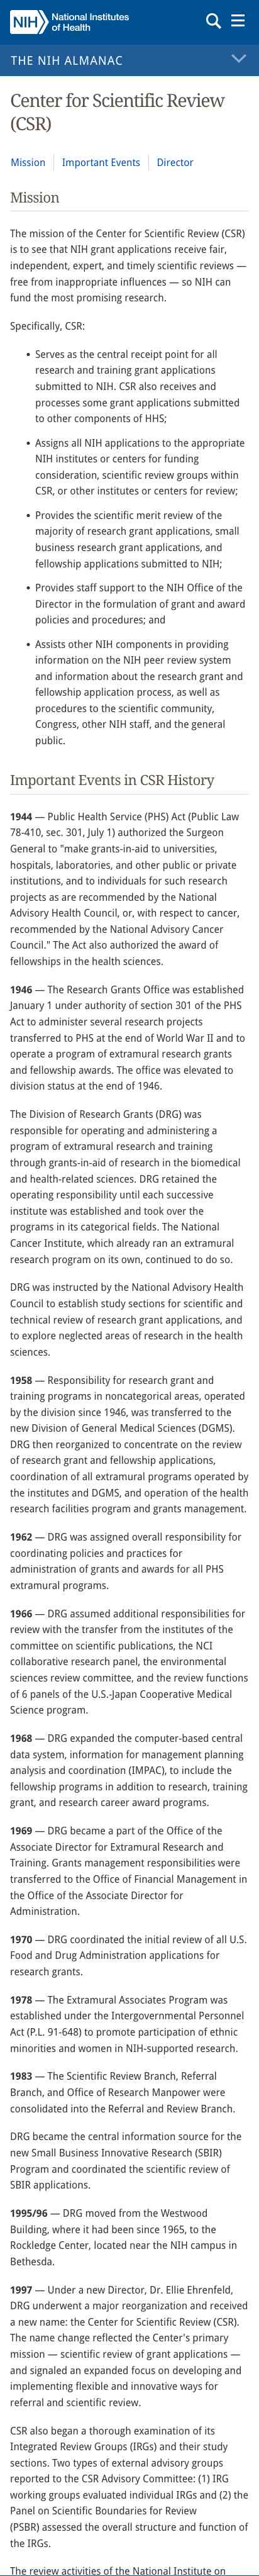 NIH National Institutes
of Health
THE NIH ALMANAC
Center for Scientific Review
(CSR)
Mission Important Events Director
Mission
The mission of the Center for Scientific Review (CSR)
is to see that NIH grant applications receive fair,
independent, expert, and timely scientific reviews —
free from inappropriate influences — so NIH can
fund the most promising research.
Specifically, CSR:
• Serves as the central receipt point for all
research and training grant applications
submitted to NIH. CSR also receives and
processes some grant applications submitted
to other components of HHS;
• Assigns all NIH applications to the appropriate
NIH institutes or centers for funding
consideration, scientific review groups within
CSR, or other institutes or centers for review;
• Provides the scientific merit review of the
majority of research grant applications, small
business research grant applications, and
fellowship applications submitted to NIH;
• Provides staff support to the NIH Office of the
Director in the formulation of grant and award
policies and procedures; and
• Assists other NIH components in providing
information on the NIH peer review system
and information about the research grant and
fellowship application process, as well as
procedures to the scientific community,
Congress, other NIH staff, and the general
public.
Important Events in CSR History
1944 — Public Health Service (PHS) Act (Public Law
78-410, sec. 301, July 1) authorized the Surgeon
General to "make grants-in-aid to universities,
hospitals, laboratories, and other public or private
institutions, and to individuals for such research
projects as are recommended by the National
Advisory Health Council, or, with respect to cancer,
recommended by the National Advisory Cancer
Council." The Act also authorized the award of
fellowships in the health sciences.
1946 — The Research Grants Office was established
January 1 under authority of section 301 of the PHS
Act to administer several research projects
transferred to PHS at the end of World War II and to
operate a program of extramural research grants
and fellowship awards. The office was elevated to
division status at the end of 1946.
The Division of Research Grants (DRG) was
responsible for operating and administering a
program of extramural research and training
through grants-in-aid of research in the biomedical
and health-related sciences. DRG retained the
operating responsibility until each successive
institute was established and took over the
programs in its categorical fields. The National
Cancer Institute, which already ran an extramural
research program on its own, continued to do so.
DRG was instructed by the National Advisory Health
Council to establish study sections for scientific and
technical review of research grant applications, and
to explore neglected areas of research in the health
sciences.
1958 — Responsibility for research grant and
training programs in noncategorical areas, operated
by the division since 1946, was transferred to the
new Division of General Medical Sciences (DGMS).
DRG then reorganized to concentrate on the review
of research grant and fellowship applications,
coordination of all extramural programs operated by
the institutes and DGMS, and operation of the health
research facilities program and grants management.
1962 — DRG was assigned overall responsibility for
coordinating policies and practices for
administration of grants and awards for all PHS
extramural programs.
1966 — DRG assumed additional responsibilities for
review with the transfer from the institutes of the
committee on scientific publications, the NCI
collaborative research panel, the environmental
sciences review committee, and the review functions
of 6 panels of the U.S.-Japan Cooperative Medical
Science program.
1968 — DRG expanded the computer-based central
data system, information for management planning
analysis and coordination (IMPAC), to include the
fellowship programs in addition to research, training
grant, and research career award programs.
1969 — DRG became a part of the Office of the
Associate Director for Extramural Research and
Training. Grants management responsibilities were
transferred to the Office of Financial Management in
the Office of the Associate Director for
Administration.
1970 — DRG coordinated the initial review of all U.S.
Food and Drug Administration applications for
research grants.
1978 — The Extramural Associates Program was
established under the Intergovernmental Personnel
Act (P.L. 91-648) to promote participation of ethnic
minorities and women in NIH-supported research.
1983 — The Scientific Review Branch, Referral
Branch, and Office of Research Manpower were
consolidated into the Referral and Review Branch.
DRG became the central information source for the
new Small Business Innovative Research (SBIR)
Program and coordinated the scientific review of
SBIR applications.
1995/96 — DRG moved from the Westwood
Building, where it had been since 1965, to the
Rockledge Center, located near the NIH campus in
Bethesda.
1997 — Under a new Director, Dr. Ellie Ehrenfeld,
DRG underwent a major reorganization and received
a new name: the Center for Scientific Review (CSR).
The name change reflected the Center's primary
mission — scientific review of grant applications —
and signaled an expanded focus on developing and
implementing flexible and innovative ways for
referral and scientific review.
CSR also began a thorough examination of its
Integrated Review Groups (IRGs) and their study
sections. Two types of external advisory groups
reported to the CSR Advisory Committee: (1) IRG
working groups evaluated individual IRGs and (2) the
Panel on Scientific Boundaries for Review
(PSBR) assessed the overall structure and function of
the IRGs.
The review activities of the National Institute on